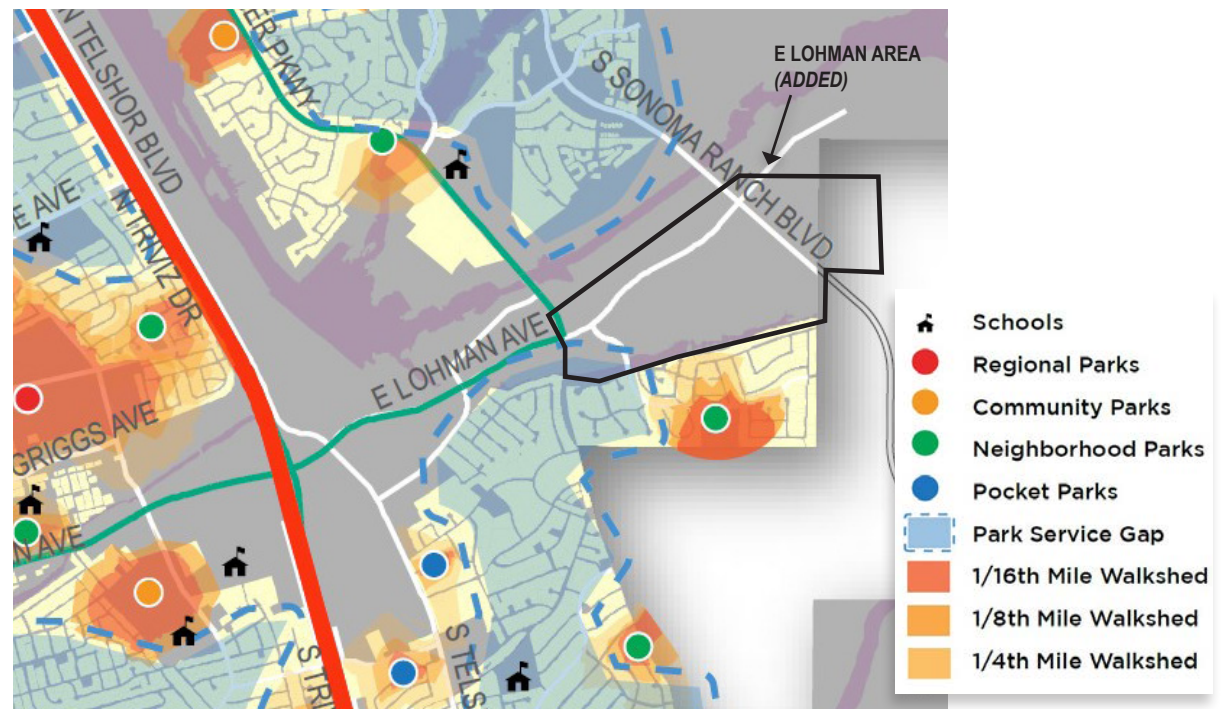 N TELSHOR BLVD
ER PKWY
S SONOMA RANCH BLVD
E LOHMAN AREA
(ADDED)
E AVE
N TRIVIZ DR
E LOHMAN AVE
GRIGGS AVE
N AVE
S TRI
S TELS
Schools
Regional Parks
Community Parks
Neighborhood Parks
Pocket Parks
Park Service Gap
1/16th Mile Walkshed
1/8th Mile Walkshed
1/4th Mile Walkshed